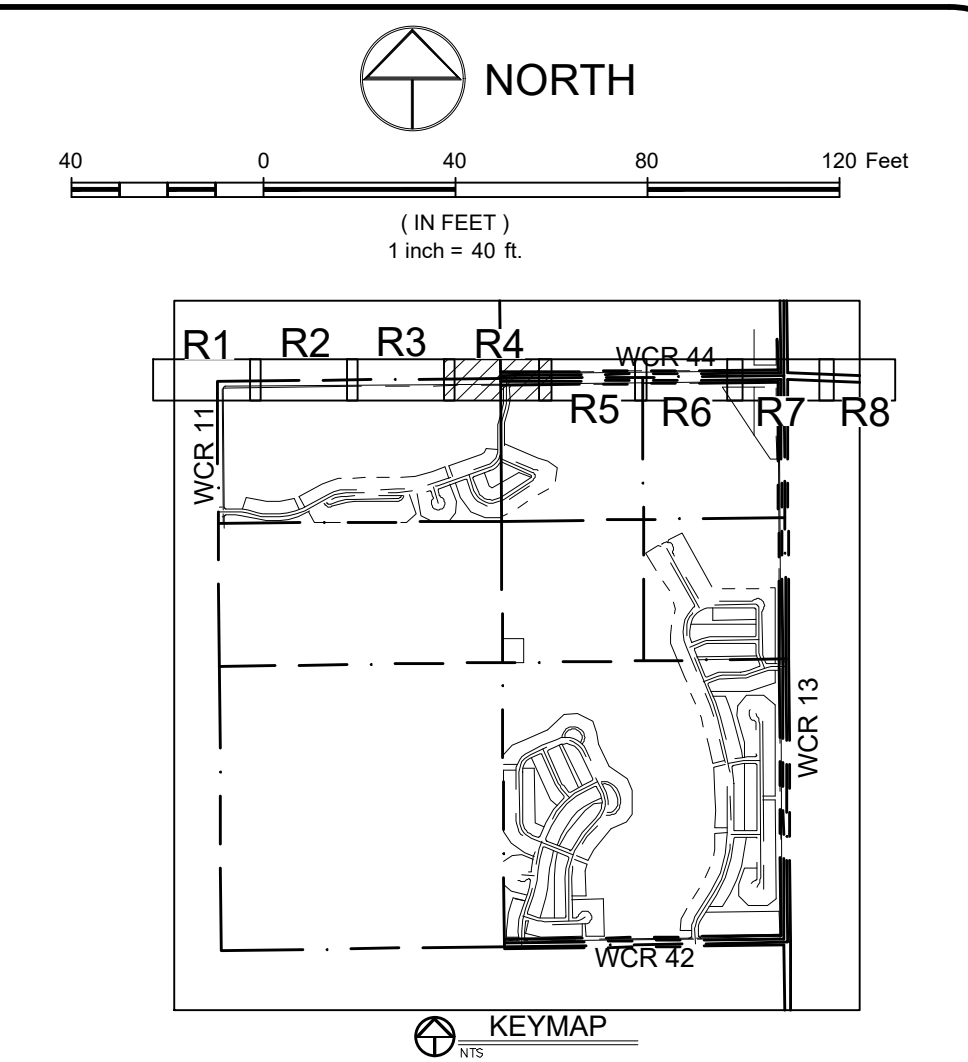 NORTH
40 0 40 80 120 Feet
( IN FEET )
1 inch = 40 ft.
R1 R2 R3 R4 WCR 44
R5 R6 R7 R8
WCR 11
WCR 13
WCR 42
KEYMAP
NTS